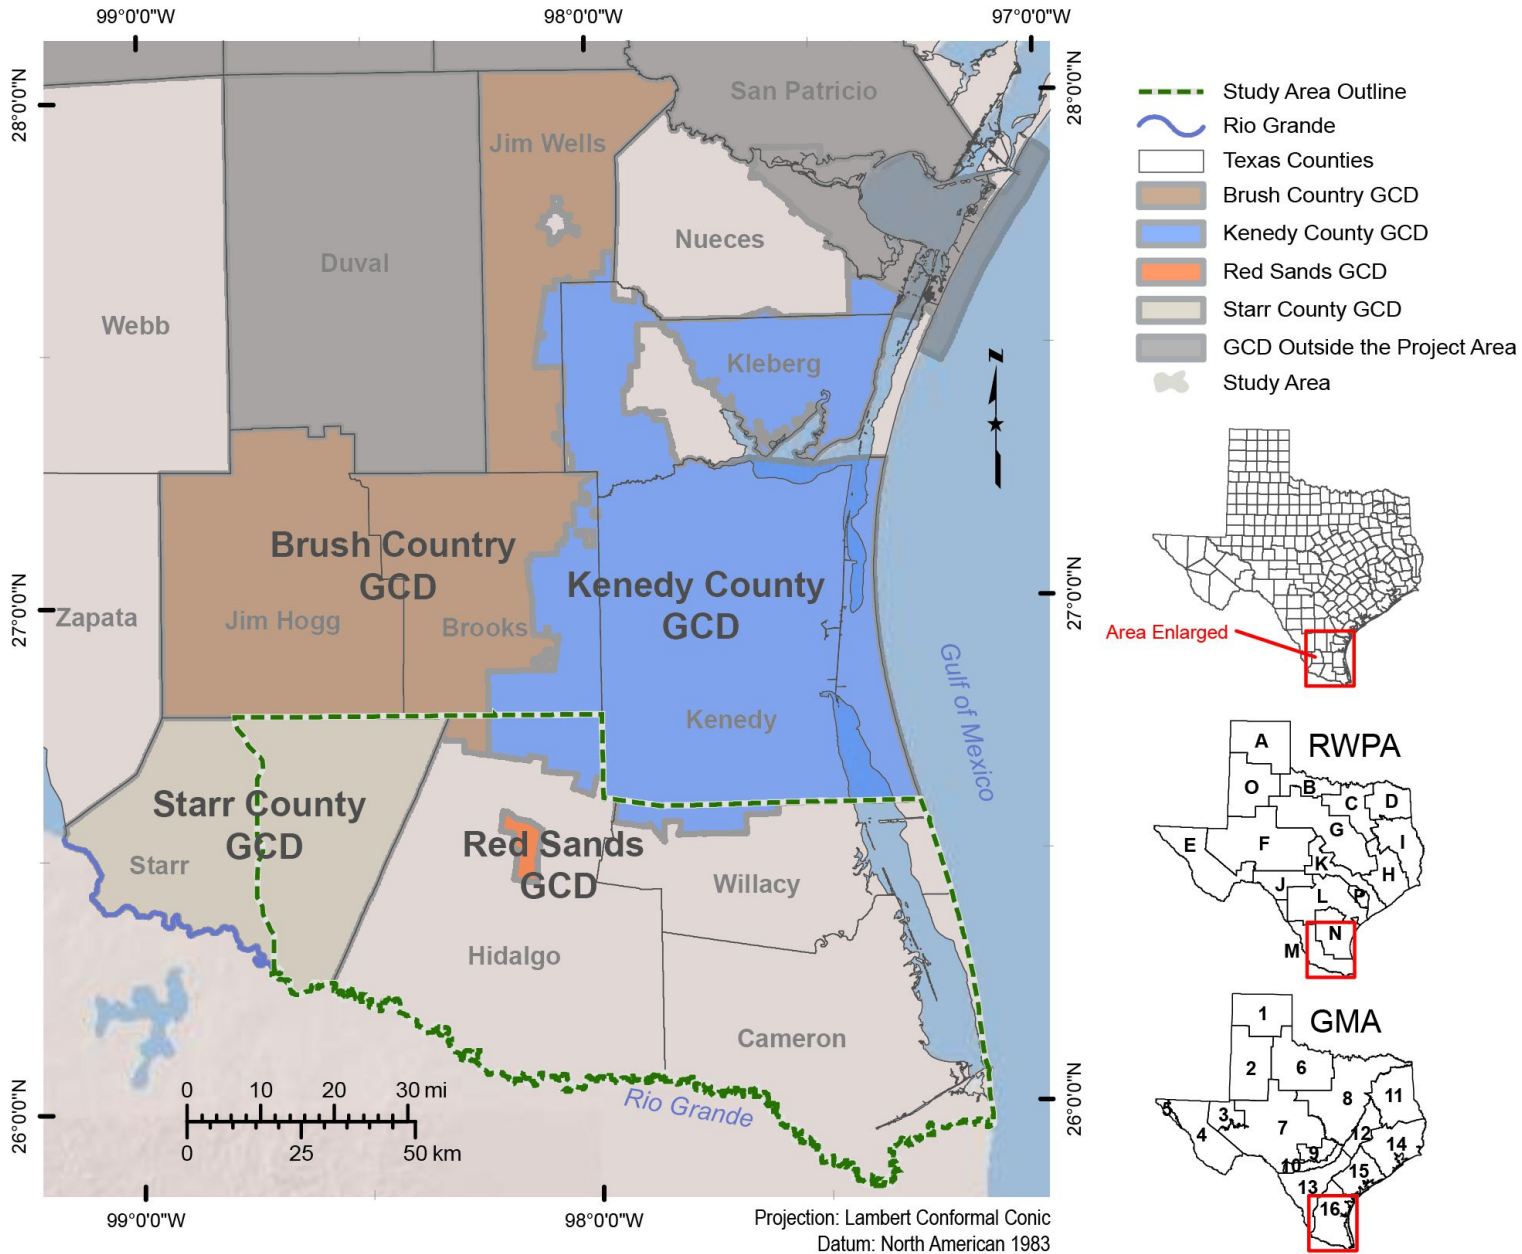 99°0'0"W
98°0'0"W
97°0'0"W
28°0'0"N
28°0'0"N
27°0'0"N
27°0'0"N
26°0'0"N
26°0'0"N
99°0'0"W
98°0'0"W
San Patricio
Jim Wells
Nueces
Duval
Webb
Kleberg
Brush Country
GCD
Kenedy County
GCD
Zapata
Jim Hogg
Brooks
Kenedy
Gulf of Mexico
Starr County
GCD
Starr
Red Sands
GCD
Willacy
Hidalgo
Cameron
Rio Grande
0 10 20 30 mi
0 25 50 km
Z
Projection: Lambert Conformal Conic
Datum: North American 1983
Study Area Outline
Rio Grande
Texas Counties
Brush Country GCD
Kenedy County GCD
Red Sands GCD
Starr County GCD
GCD Outside the Project Area
Study Area
Area Enlarged
RWPA
A
O
B
C
D
G
E
F
I
K
H
J
L
P
N
M
GMA
1
2
6
8
11
5
3
4
7
12
14
9
10
15
13
16